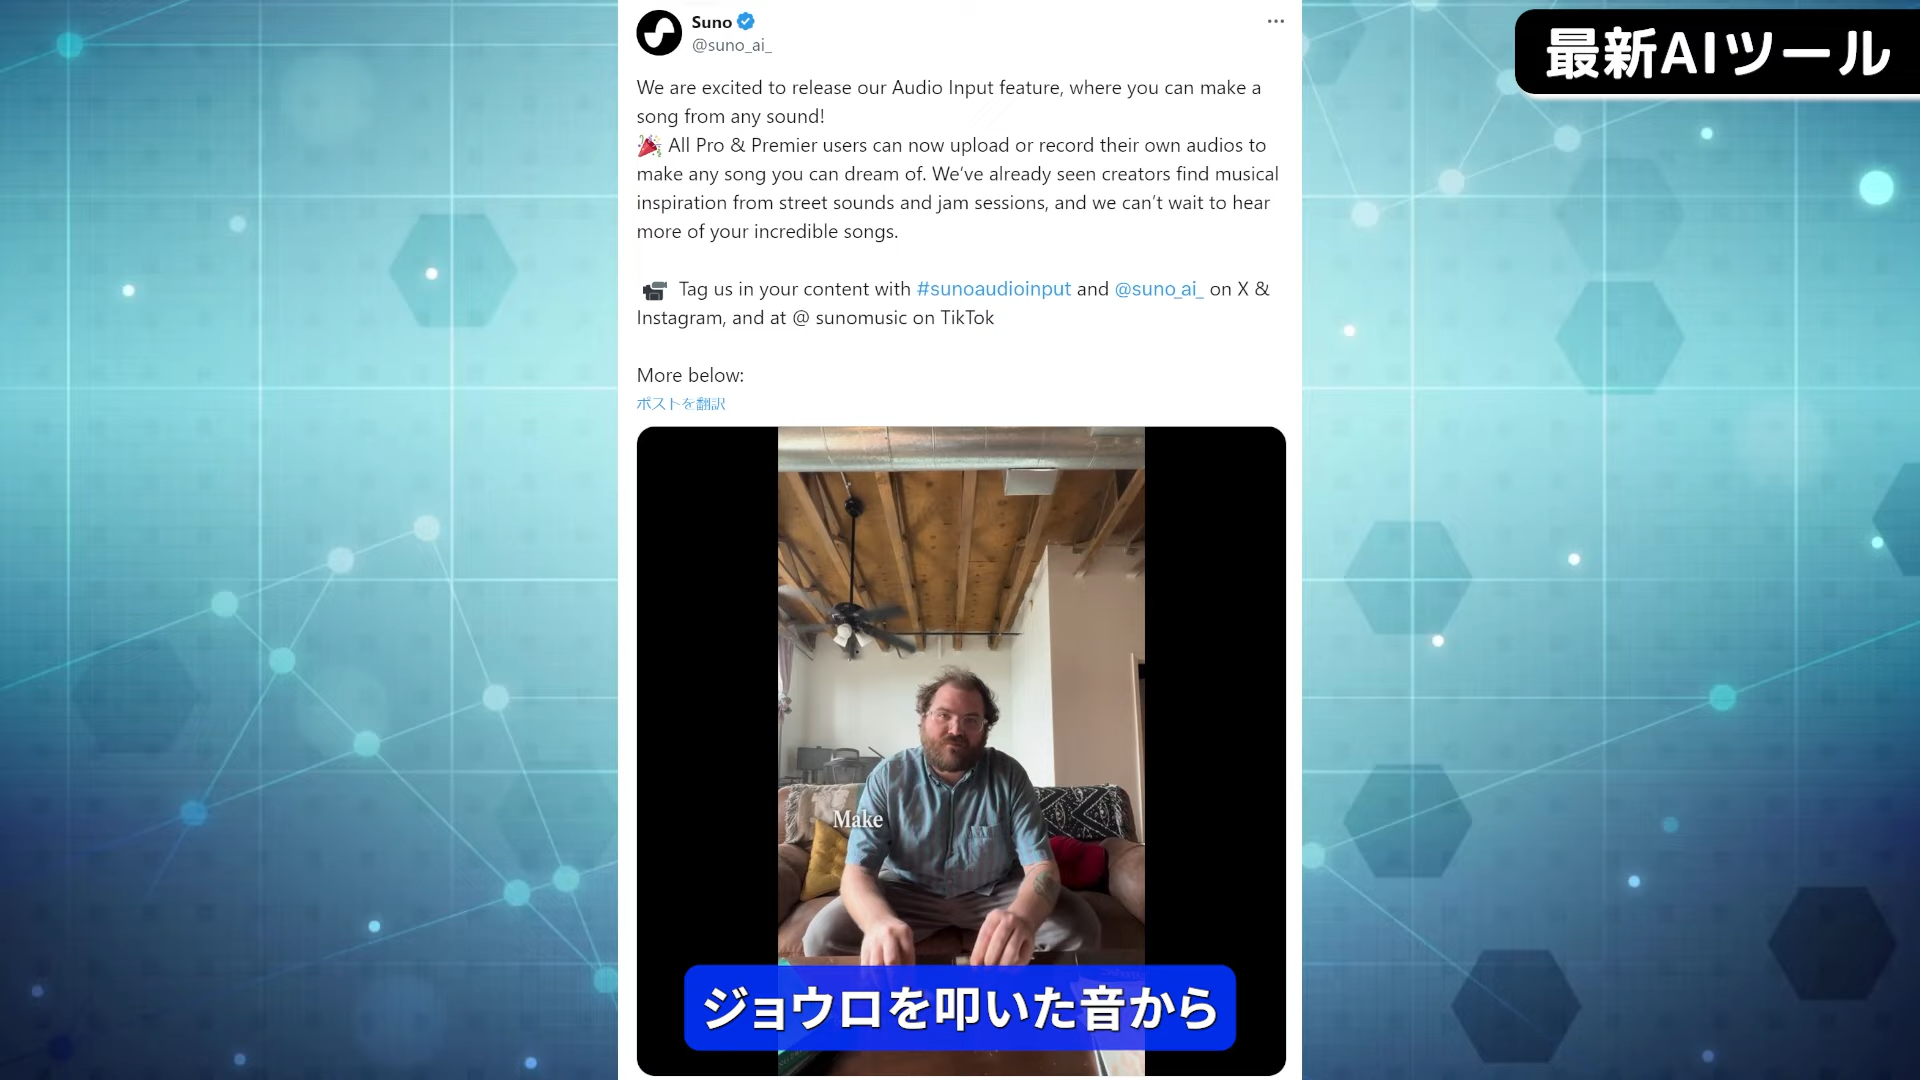 最新AIツール
Suno
@suno_ai_
We are excited to release our Audio Input feature, where you can make a
song from any sound!
🎉 All Pro & Premier users can now upload or record their own audios to
make any song you can dream of. We’ve already seen creators find musical
inspiration from street sounds and jam sessions, and we can’t wait to hear
more of your incredible songs.
📹 Tag us in your content with #sunoaudioinput and @suno_ai_ on X &
Instagram, and at @ sunomusic on TikTok
More below:
ポストを翻訳
Make
ジョウロを叩いた音から